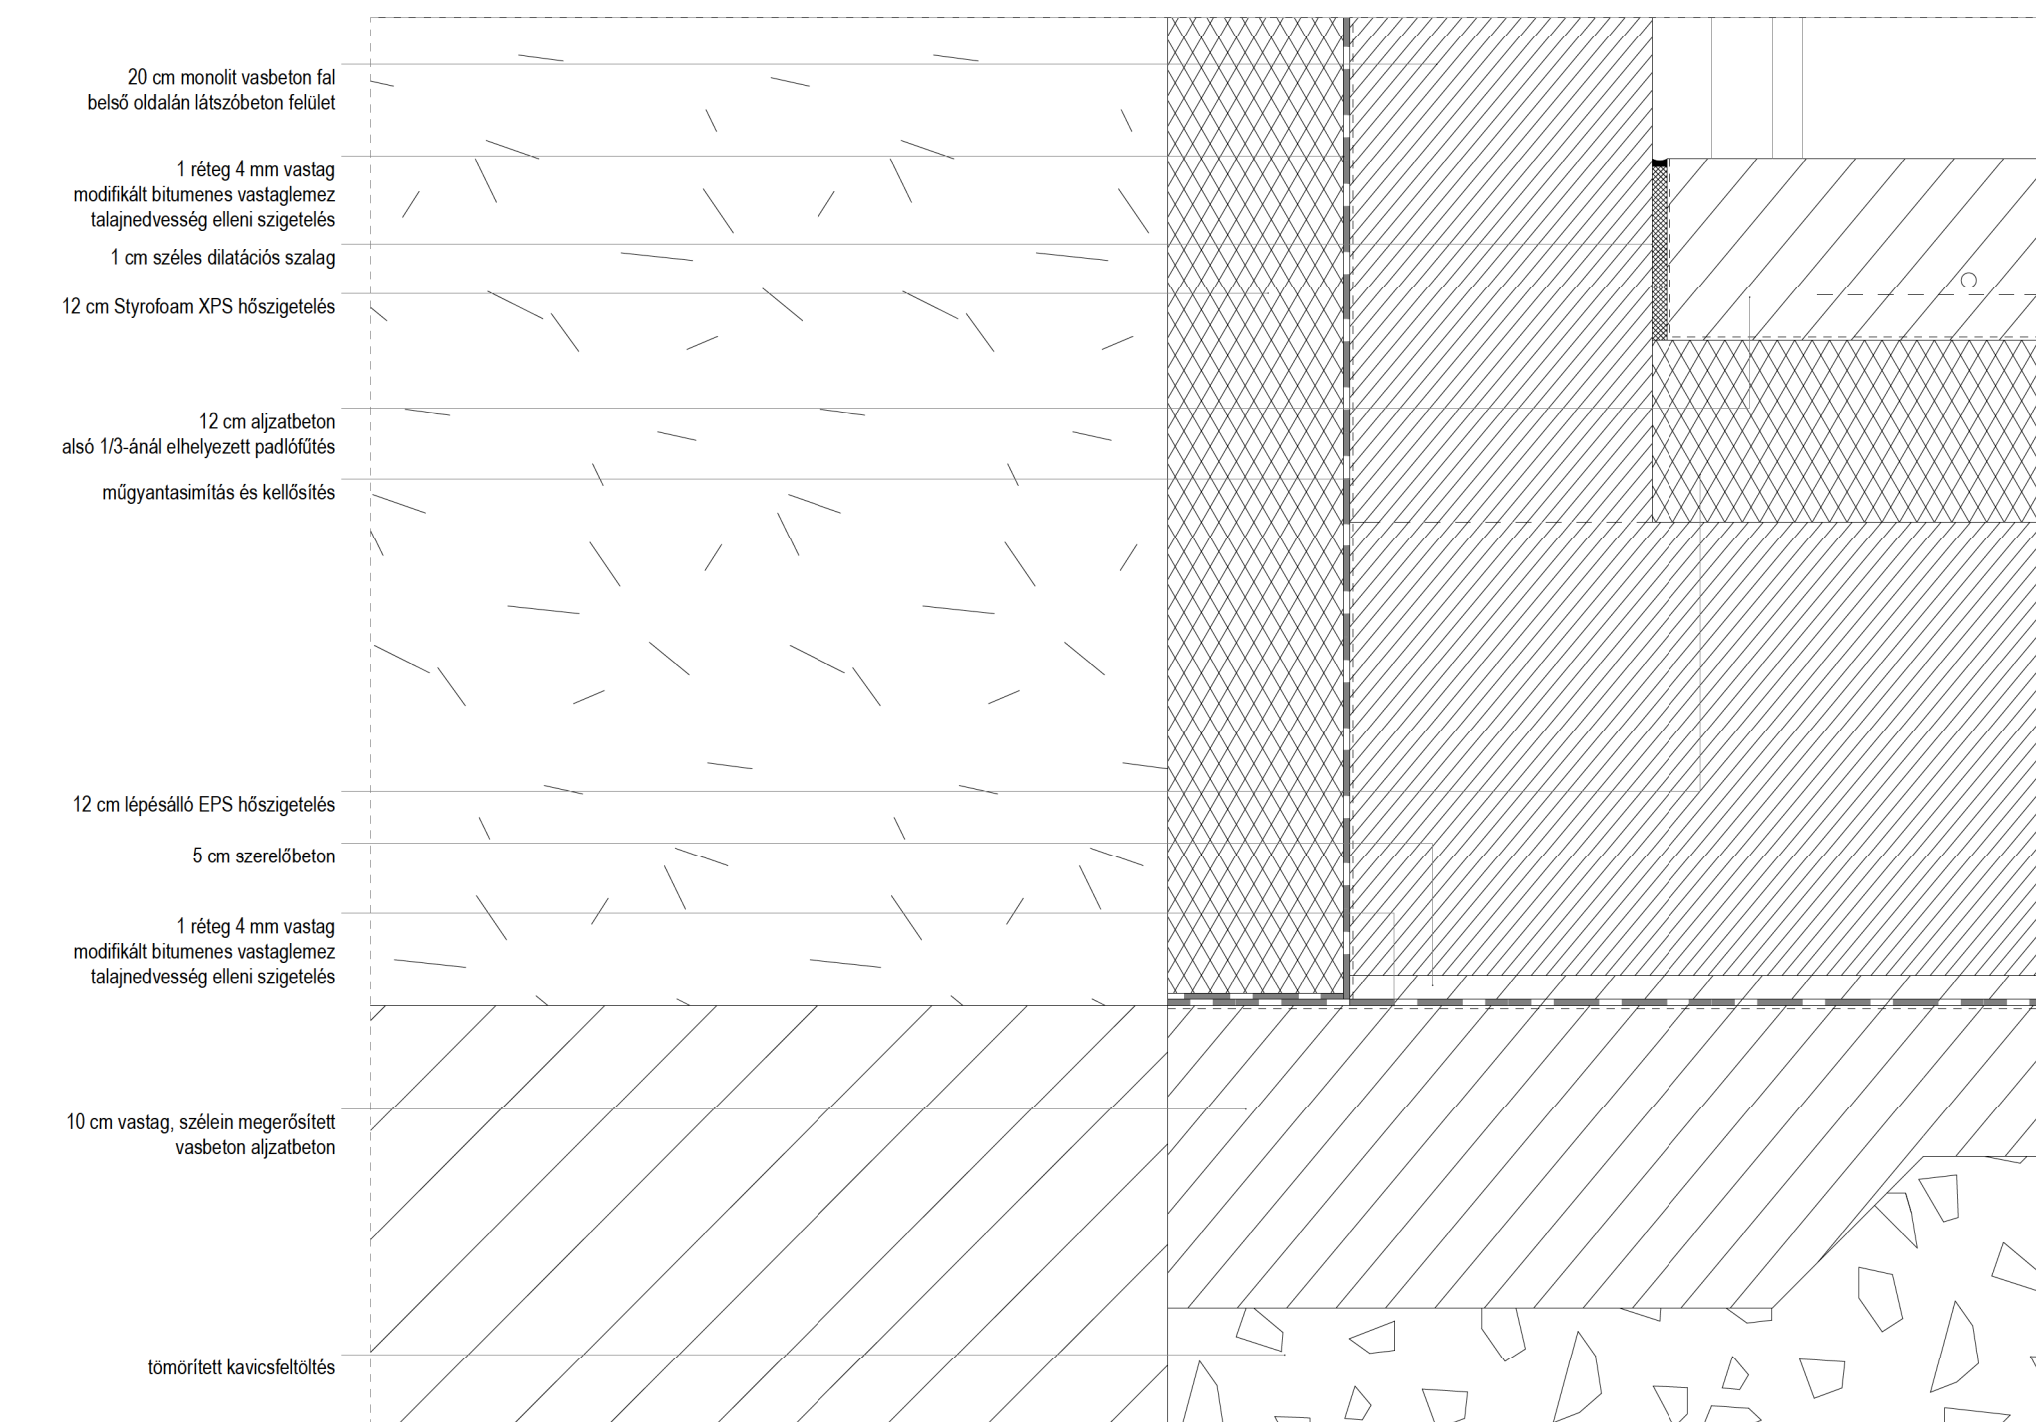 20 cm monolit vasbeton fal
belső oldalán látszóbeton felület
1 réteg 4 mm vastag
modifikált bitumenes vastaglemez
talajnedvesség elleni szigetelés
1 cm széles dilatációs szalag
12 cm Styrofoam XPS hőszigetelés
12 cm aljzatbeton
alsó 1/3-ánál elhelyezett padlófűtés
műgyantasimítás és kellősítés
12 cm lépésálló EPS hőszigetelés
5 cm szerelőbeton
1 réteg 4 mm vastag
modifikált bitumenes vastaglemez
talajnedvesség elleni szigetelés
10 cm vastag, szélein megerősített
vasbeton aljzatbeton
tömörített kavicsfeltöltés